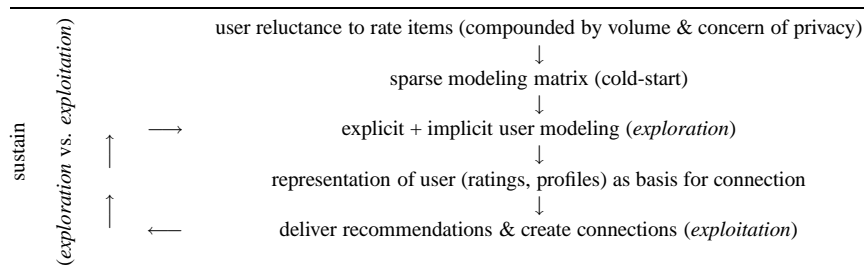 user reluctance to rate items (compounded by volume & concern of privacy)
↓
sparse modeling matrix (cold-start)
↓
explicit + implicit user modeling (exploration)
↓
representation of user (ratings, profiles) as basis for connection
↓
deliver recommendations & create connections (exploitation)
sustain
(exploration vs. exploitation)
↑
↑
→
←